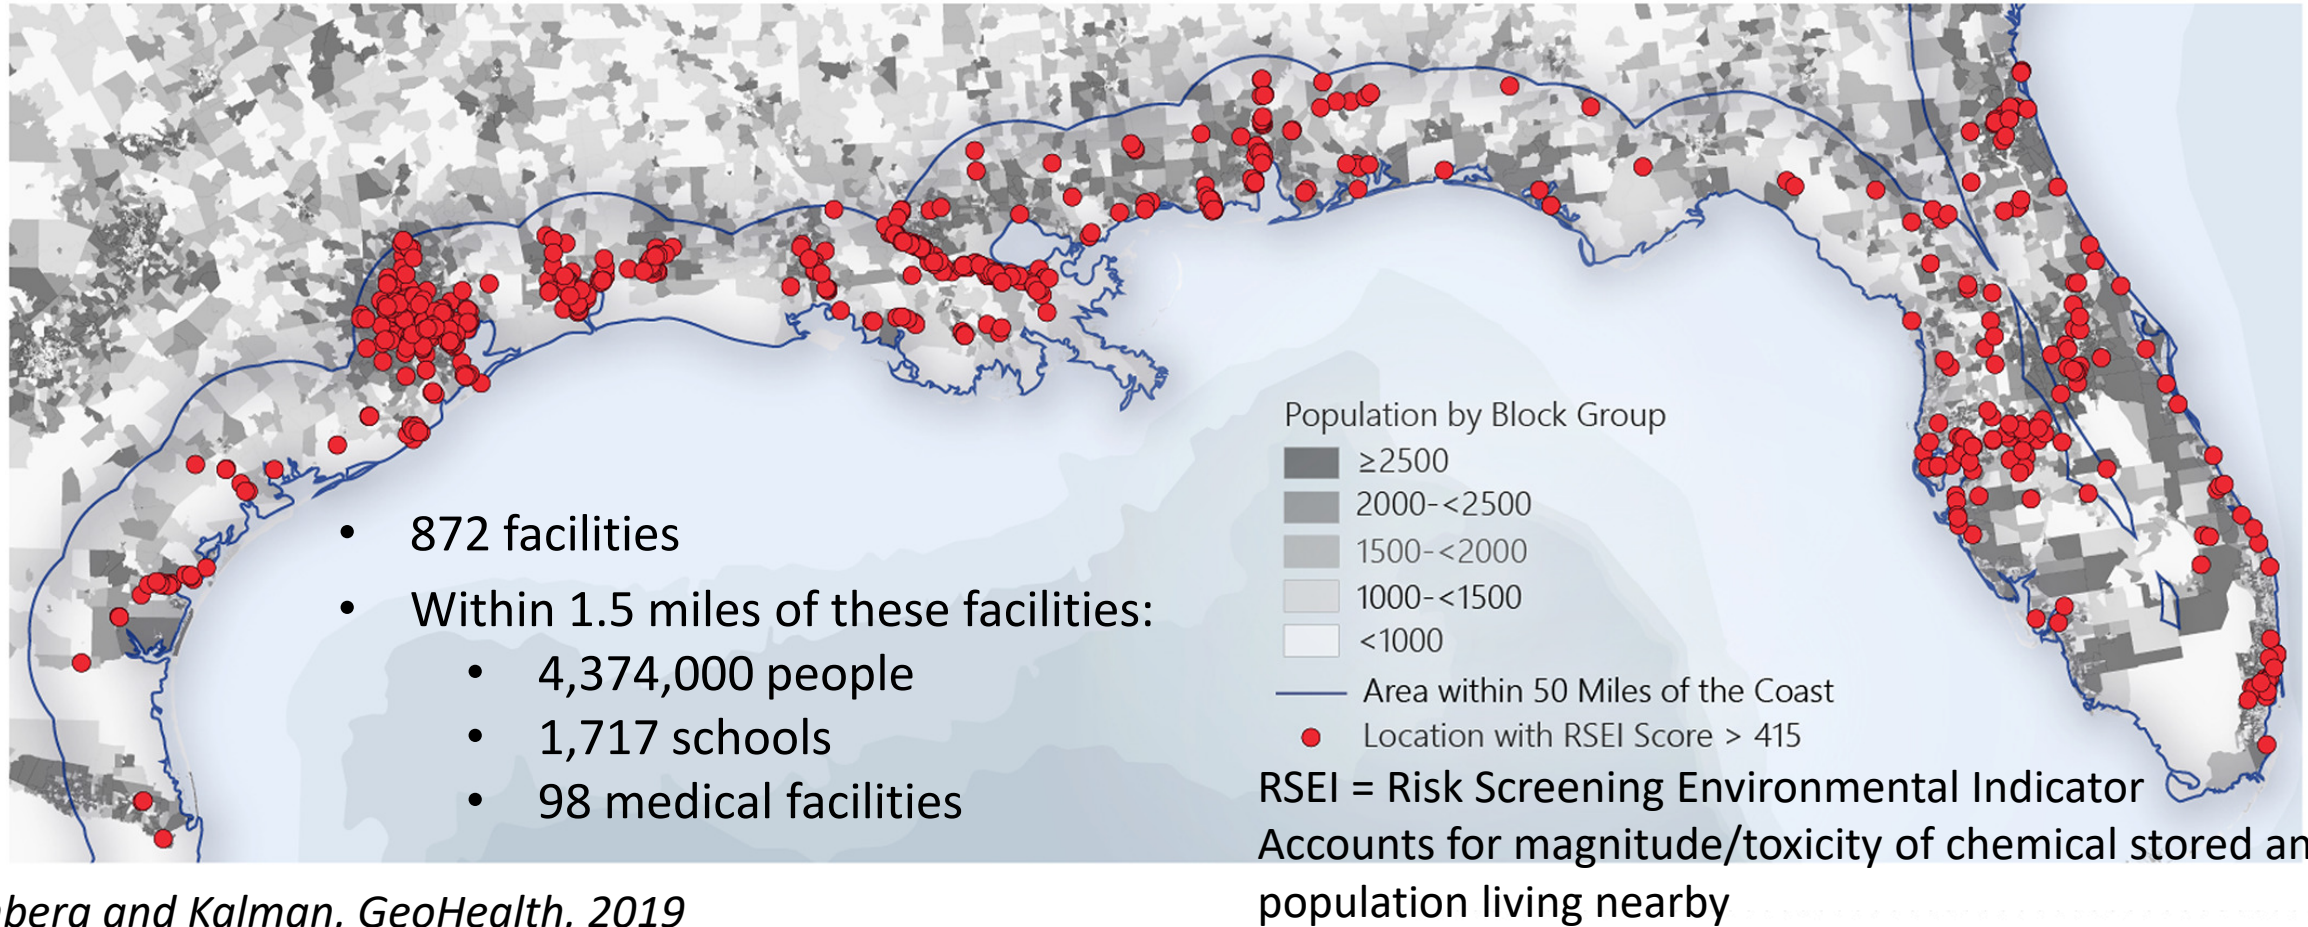 • 872 facilities
• Within 1.5 miles of these facilities:
• 4,374,000 people
• 1,717 schools
• 98 medical facilities
Population by Block Group
≥2500
2000-<2500
1500-<2000
1000-<1500
<1000
Area within 50 Miles of the Coast
Location with RSEI Score > 415
RSEI = Risk Screening Environmental Indicator
Accounts for magnitude/toxicity of chemical stored
population living nearby
and Kalman, GeoHealth, 2019